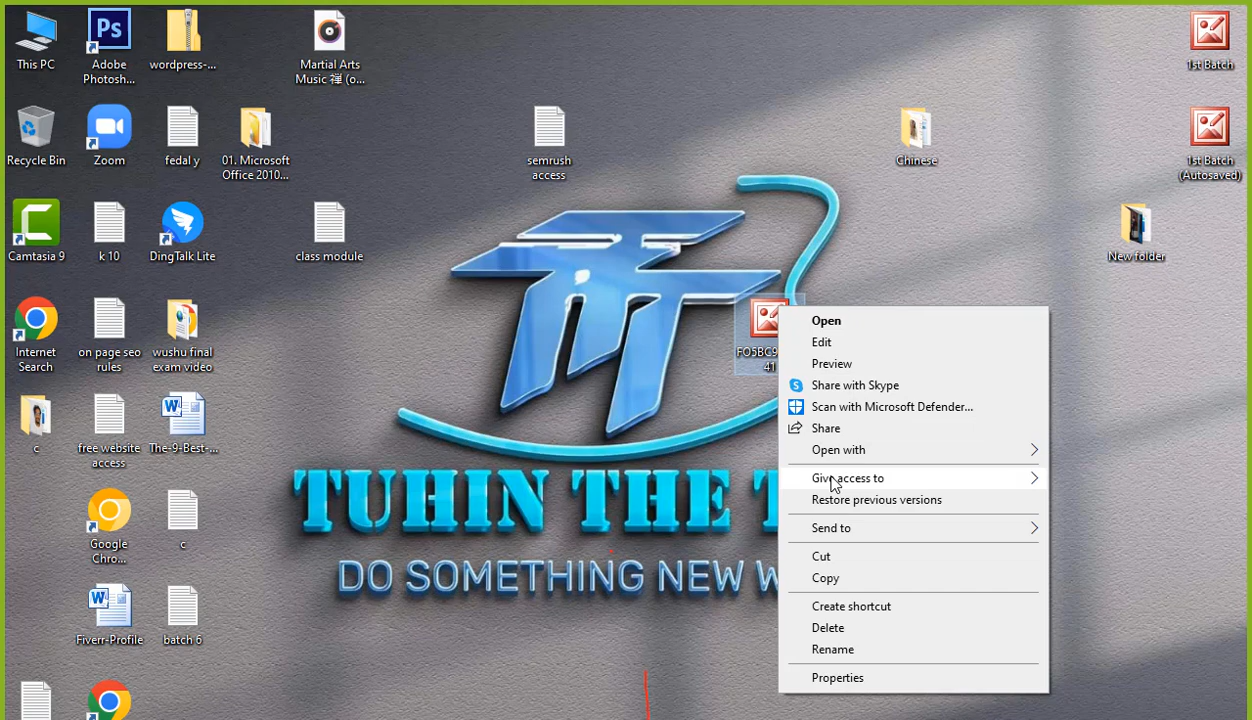 This PC
Adobe
Photosh...
wordpress-...
Martial Arts
Music 禪 (o...
1st Batch
Recycle Bin
Zoom
fedal y
01. Microsoft
Office 2010...
semrush
access
Chinese
1st Batch
(Autosaved)
Camtasia 9
k 10
DingTalk Lite
class module
New folder
Internet
Search
on page seo
rules
wushu final
exam video
FO5BC9
41
c
free website
access
The-9-Best-...
Google
Chro...
c
Fiverr-Profile
batch 6
Ps
TUHIN THE T
DO SOMETHING NEW W
Open
Edit
Preview
Share with Skype
Scan with Microsoft Defender...
Share
Open with
Give access to
Restore previous versions
Send to
Cut
Copy
Create shortcut
Delete
Rename
Properties